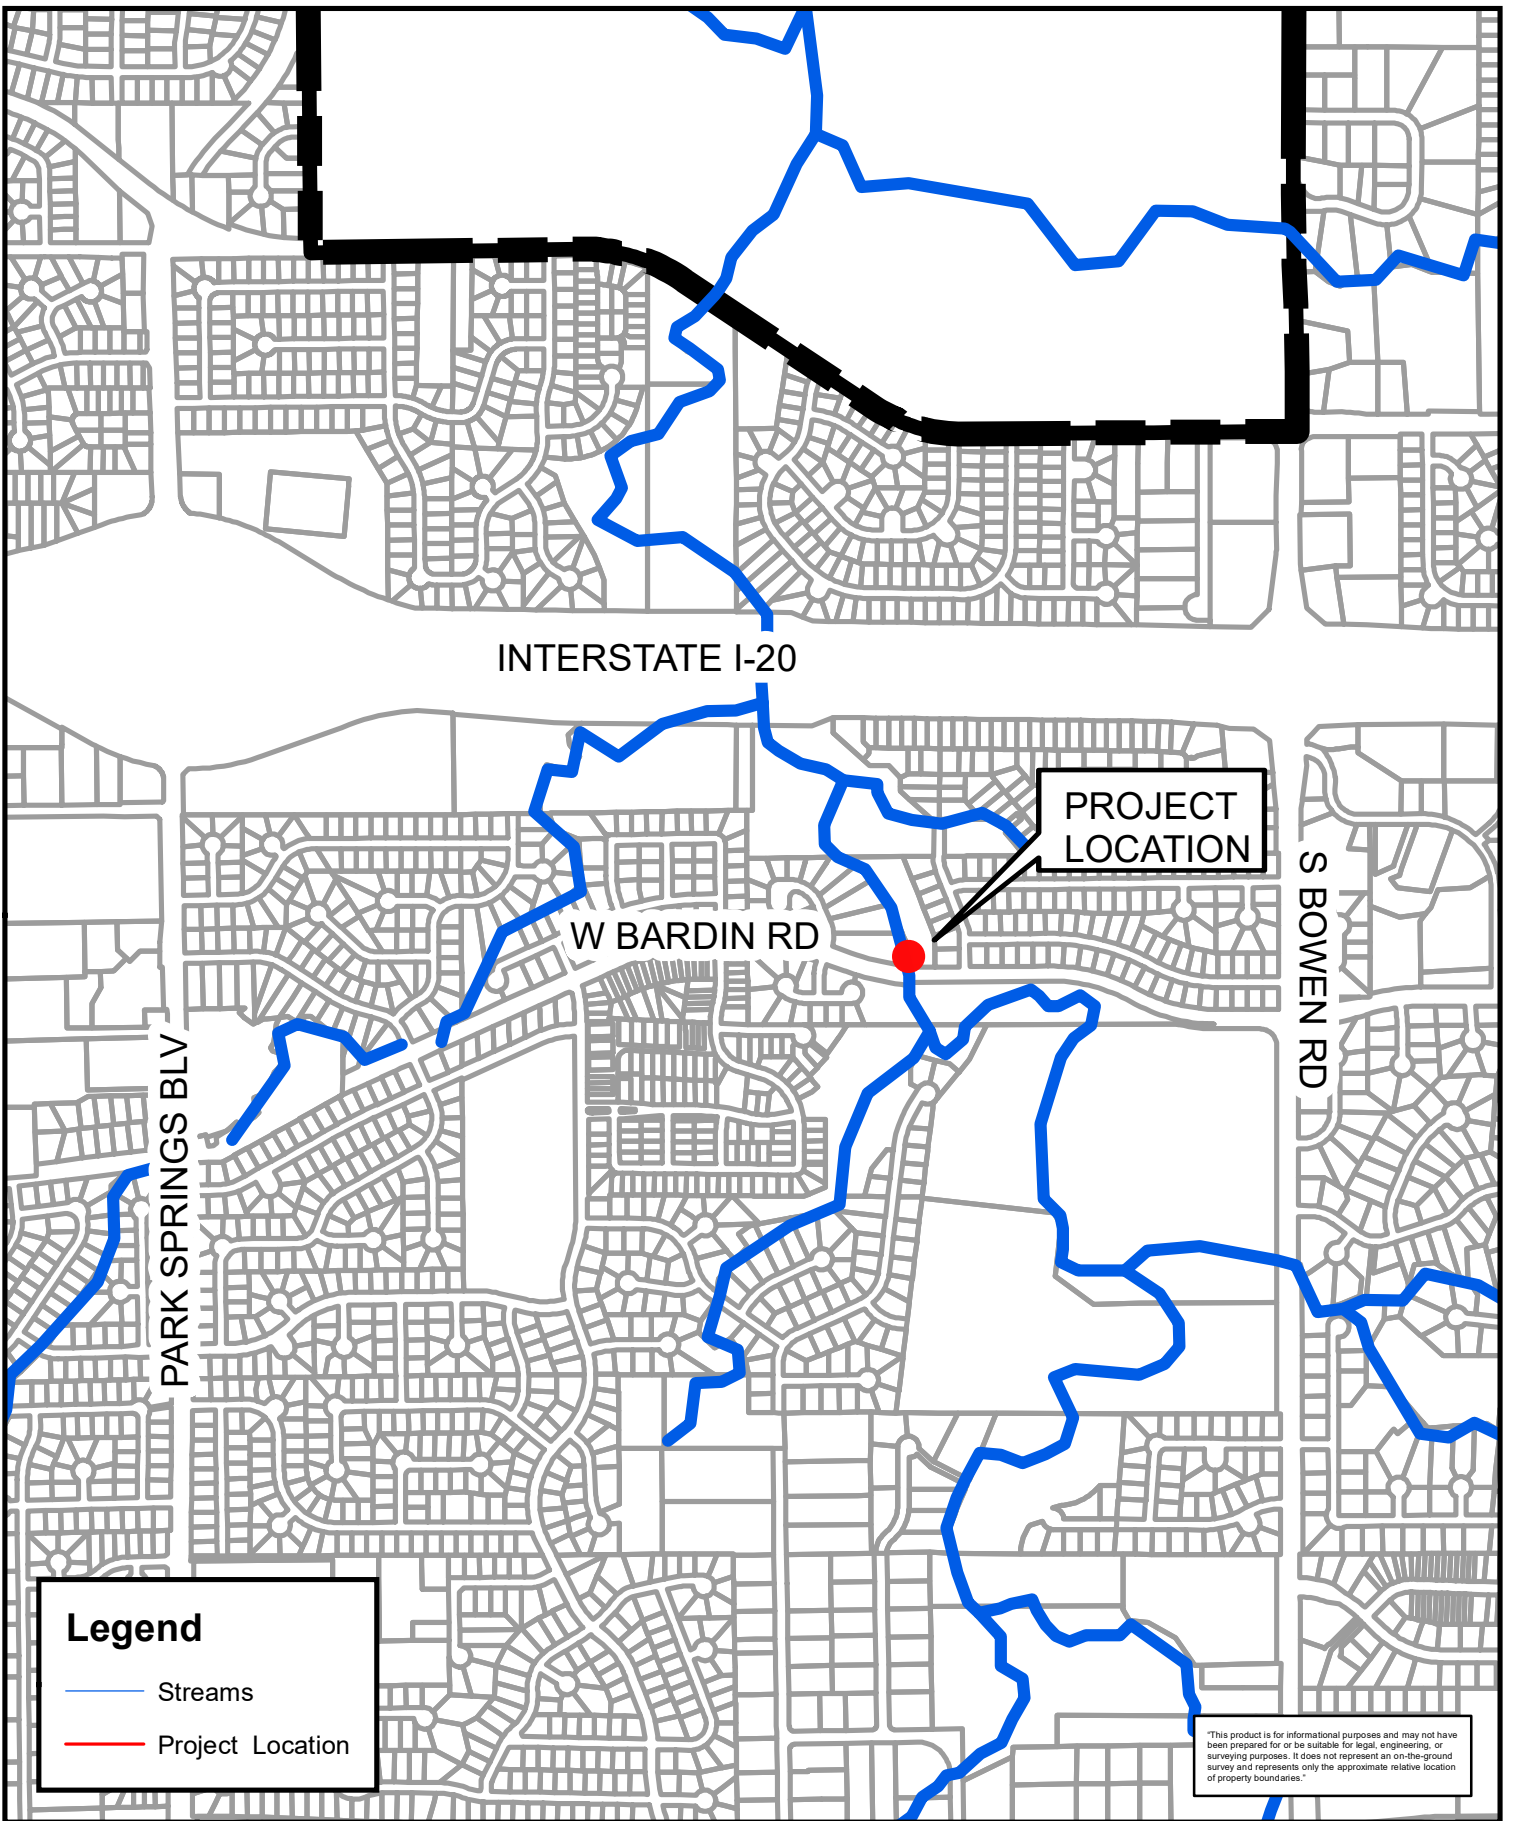 INTERSTATE I-20
PROJECT
LOCATION
W BARDIN RD
S BOWEN RD
PARK SPRINGS BLV
Legend
Streams
Project Location
"This product is for informational purposes and may not have
been prepared for or be suitable for legal, engineering, or
surveying purposes. It does not represent an on-the-ground
survey and represents only the approximate relative location
of property boundaries."